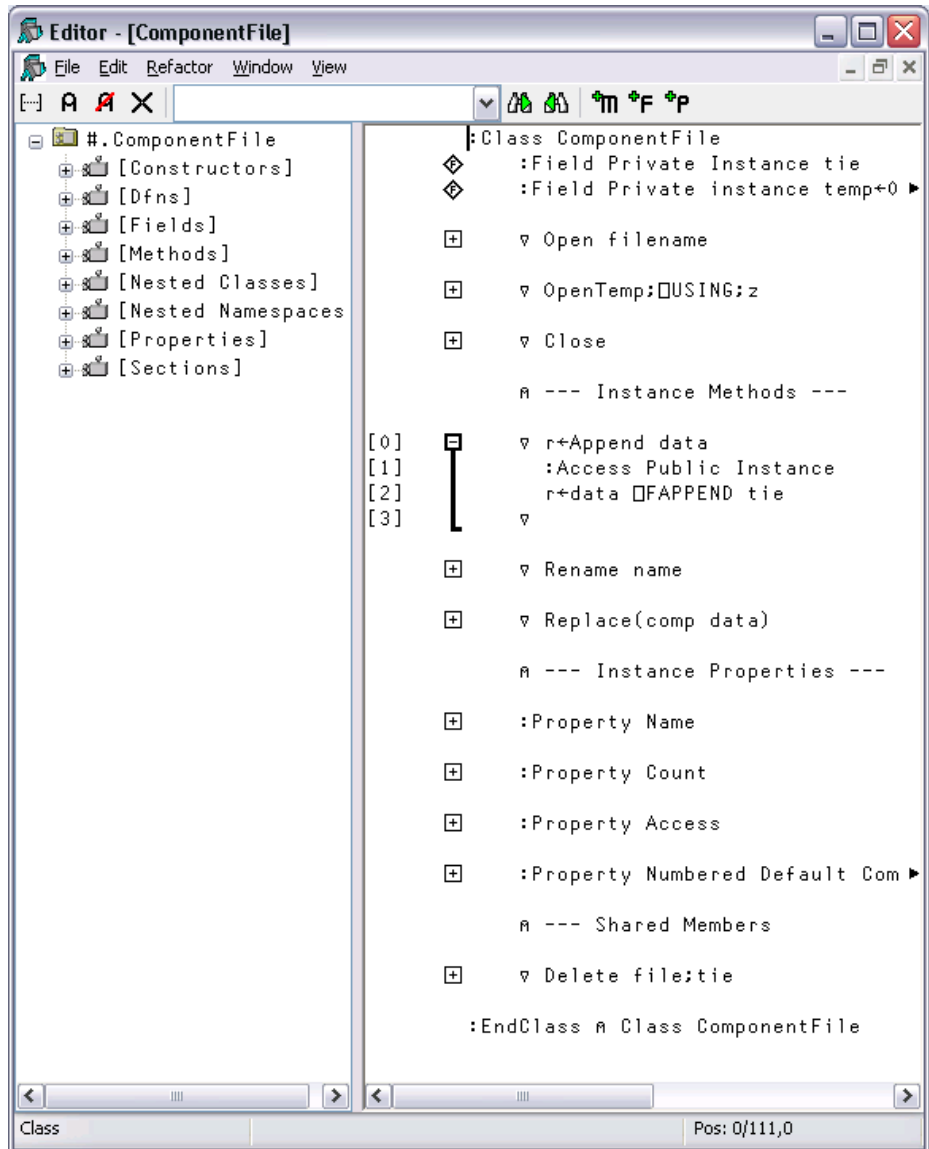 Editor - [ComponentFile]
File Edit Refactor Window View
#.ComponentFile
[Constructors]
[Dfns]
[Fields]
[Methods]
[Nested Classes]
[Nested Namespaces
[Properties]
[Sections]
:Class ComponentFile
:Field Private Instance tie
:Field Private instance temp←0
∇ Open filename
∇ OpenTemp;⎕USING;z
∇ Close
⍝ --- Instance Methods ---
[0] ∇ r←Append data
[1] :Access Public Instance
[2] r←data ⎕FAPPEND tie
[3] ∇
∇ Rename name
∇ Replace(comp data)
⍝ --- Instance Properties ---
:Property Name
:Property Count
:Property Access
:Property Numbered Default Com
⍝ --- Shared Members
∇ Delete file;tie
:EndClass ⍝ Class ComponentFile
Class
Pos: 0/111,0